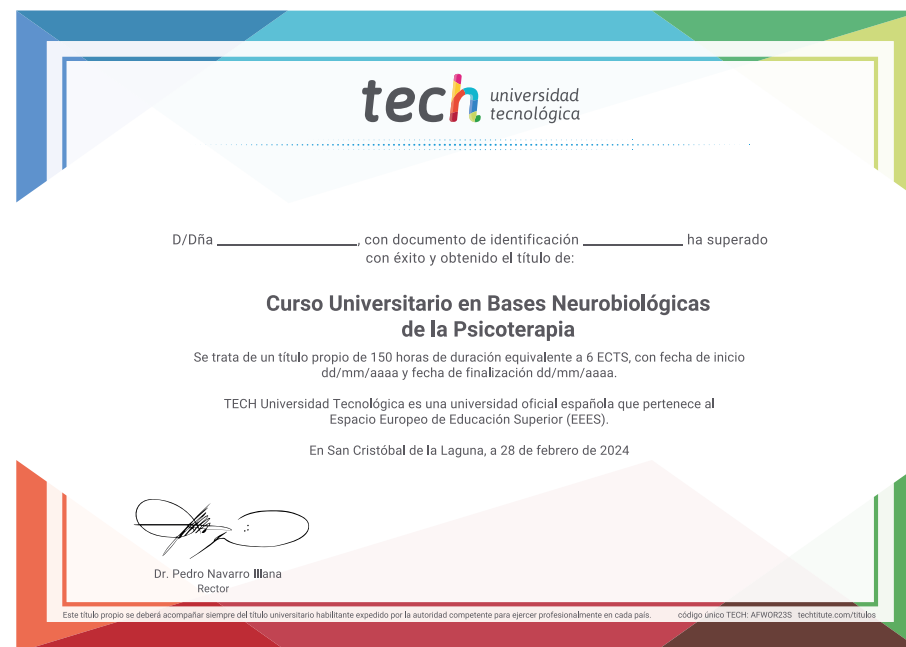 tech universidad
tecnológica
D/Dña , con documento de identificación ha superado
con éxito y obtenido el título de:
Curso Universitario en Bases Neurobiológicas
de la Psicoterapia
Se trata de un título propio de 150 horas de duración equivalente a 6 ECTS, con fecha de inicio
dd/mm/aaaa y fecha de finalización dd/mm/aaaa.
TECH Universidad Tecnológica es una universidad oficial española que pertenece al
Espacio Europeo de Educación Superior (EEES).
En San Cristóbal de la Laguna, a 28 de febrero de 2024
Dr. Pedro Navarro Illana
Rector
Este título propio se deberá acompañar siempre del título universitario habilitante expedido por la autoridad competente para ejercer profesionalmente en cada país. código único TECH: AFWOR23S techtitute.com/titulos